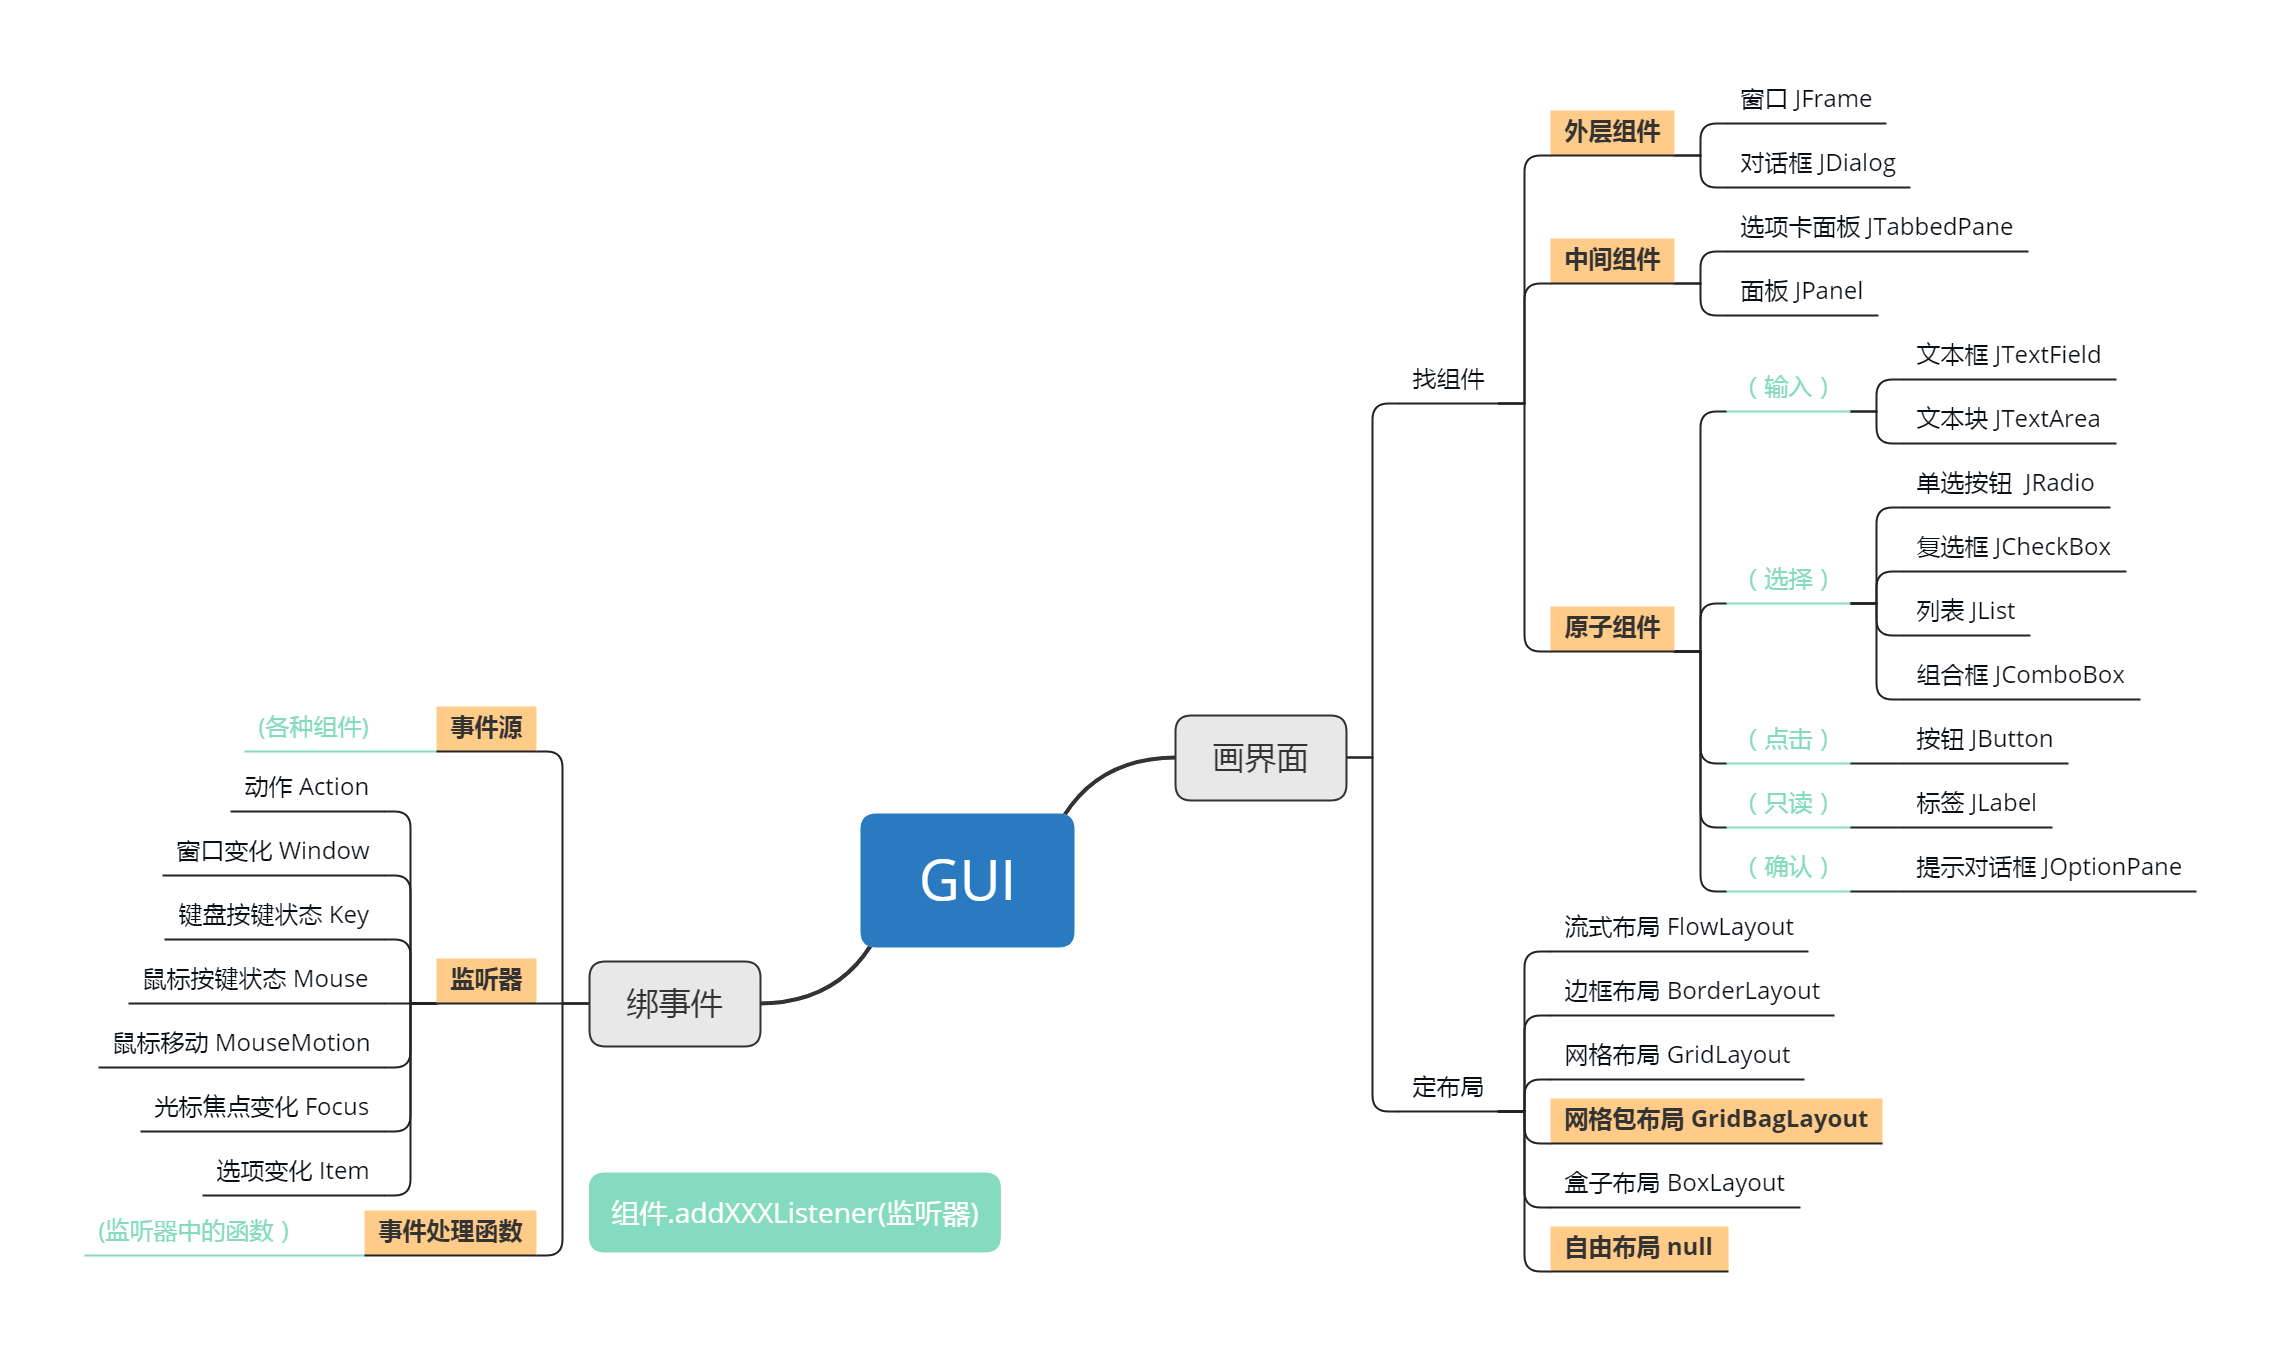 GUI
画界面
找组件
外层组件
窗口 JFrame
对话框 JDialog
中间组件
选项卡面板 JTabbedPane
面板 JPanel
原子组件
（输入）
文本框 JTextField
文本块 JTextArea
（选择）
单选按钮  JRadio
复选框 JCheckBox
列表 JList
组合框 JComboBox
（点击）
按钮 JButton
（只读）
标签 JLabel
（确认）
提示对话框 JOptionPane
定布局
流式布局 FlowLayout
边框布局 BorderLayout
网格布局 GridLayout
网格包布局 GridBagLayout
盒子布局 BoxLayout
自由布局 null
绑事件
事件源
(各种组件)
监听器
动作 Action
窗口变化 Window
键盘按键状态 Key
鼠标按键状态 Mouse
鼠标移动 MouseMotion
光标焦点变化 Focus
选项变化 Item
事件处理函数
(监听器中的函数）
组件.addXXXListener(监听器)